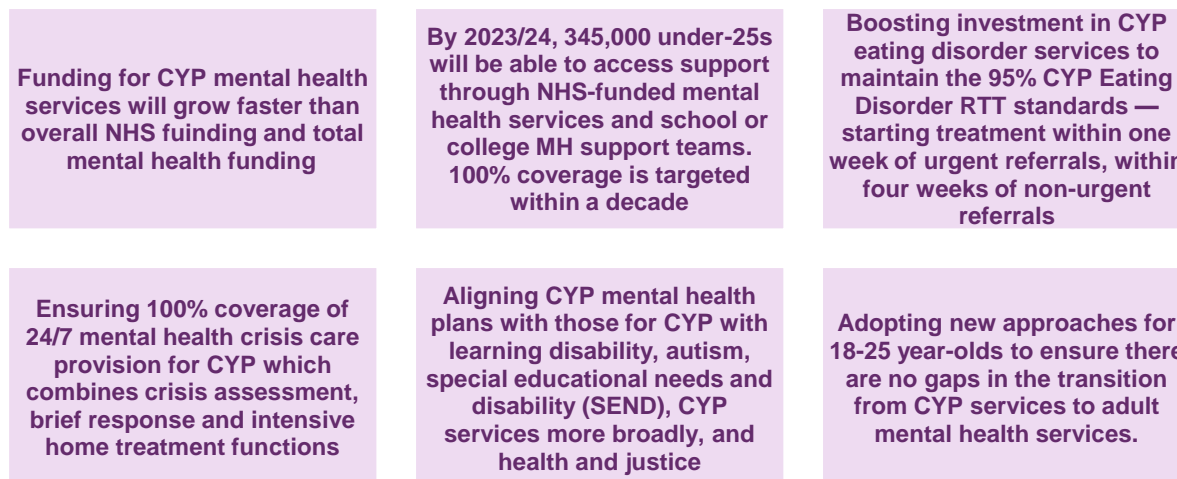 Funding for CYP mental health
services will grow faster than
overall NHS fuinding and total
mental health funding
By 2023/24, 345,000 under-25s
will be able to access support
through NHS-funded mental
health services and school or
college MH support teams.
100% coverage is targeted
within a decade
Boosting investment in CYP
eating disorder services to
maintain the 95% CYP Eating
Disorder RTT standards —
starting treatment within one
week of urgent referrals, within
four weeks of non-urgent
referrals
Ensuring 100% coverage of
24/7 mental health crisis care
provision for CYP which
combines crisis assessment,
brief response and intensive
home treatment functions
Aligning CYP mental health
plans with those for CYP with
learning disability, autism,
special educational needs and
disability (SEND), CYP
services more broadly, and
health and justice
Adopting new approaches for
18-25 year-olds to ensure there
are no gaps in the transition
from CYP services to adult
mental health services.